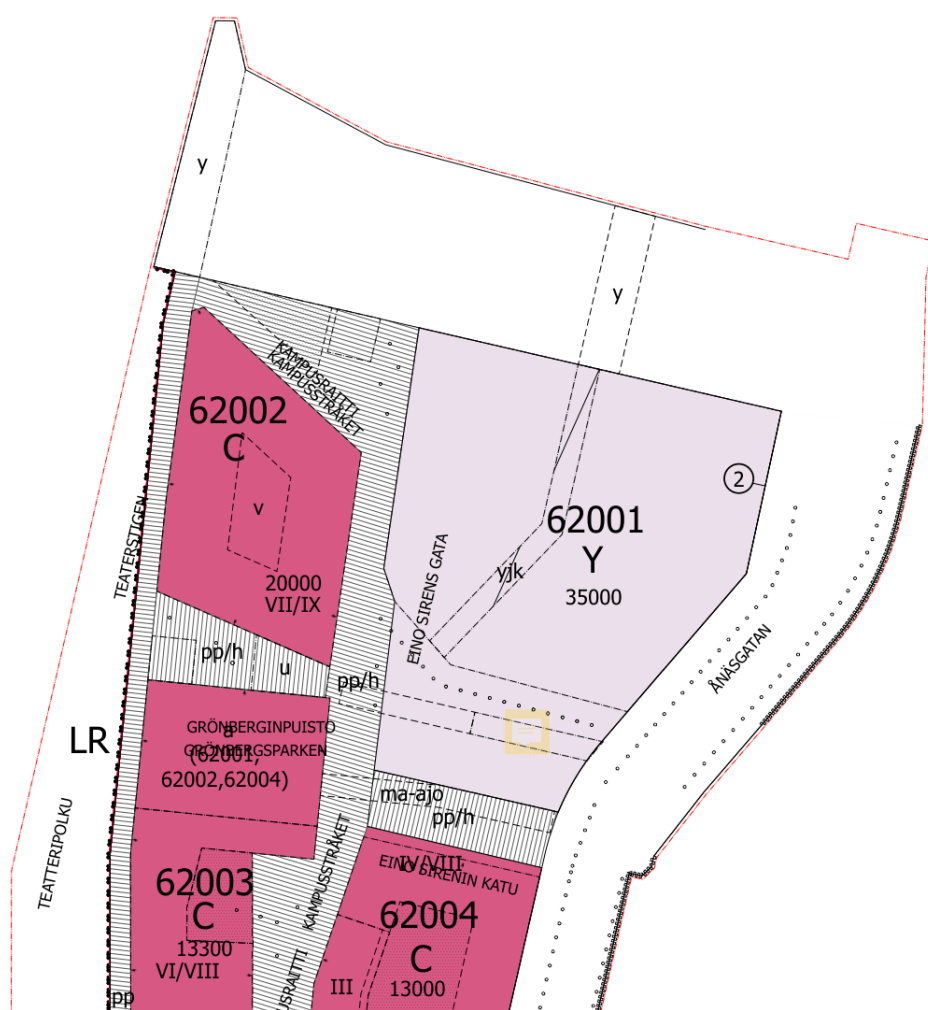 y
y
KAMPUSRAITTI
KAMPUSSTRÅKET
62002
C
v
20000
VII/IX
2
62001
Y
35000
yjk
TEATERSTIGEN
EINO SIRENS GATA
ÅNÄSGATAN
pp/h
u
pp/h
LR
GRÖNBERGINPUISTO
GRÖNBERGSPARKEN
a
(62001,
62002,62004)
ma-ajo
pp/h
TEATTERIPOLKU
KAMPUSSTRÅKET
IV/VIII
EINO SIRENIN KATU
62003
C
13300
VI/VIII
62004
C
13000
III
pp